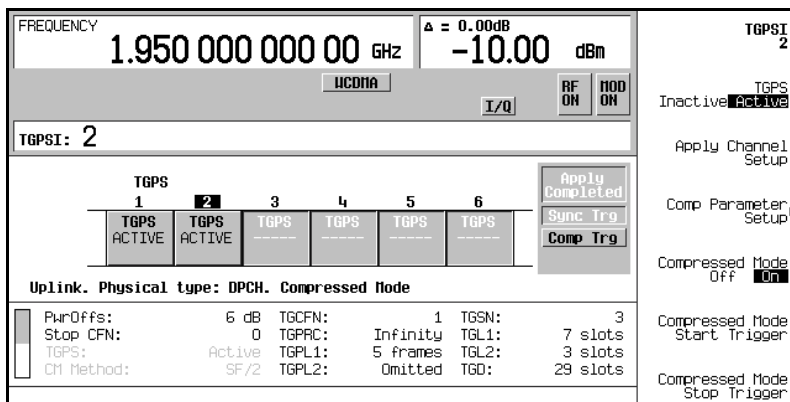 FREQUENCY
1.950 000 000 00 GHz
Δ = 0.00dB
-10.00 dBm
WCDMA
I/Q
RF ON
MOD ON
TGPSI: 2
TGPS
1 2 3 4 5 6
TGPS TGPS TGPS TGPS TGPS TGPS
ACTIVE ACTIVE ----- ----- ----- -----
Apply Completed
Sync Trg
Comp Trg
Uplink. Physical type: DPCH. Compressed Mode
PwrOffs: 6 dB TGCFN: 1 TGSN: 3
Stop CFN: 0 TGPRC: Infinity TGL1: 7 slots
TGPS: Active TGPL1: 5 frames TGL2: 3 slots
CM Method: SF/2 TGPL2: Omitted TGD: 29 slots
TGPSI
2
TGPS
Inactive Active
Apply Channel
Setup
Comp Parameter
Setup
Compressed Mode
Off On
Compressed Mode
Start Trigger
Compressed Mode
Stop Trigger